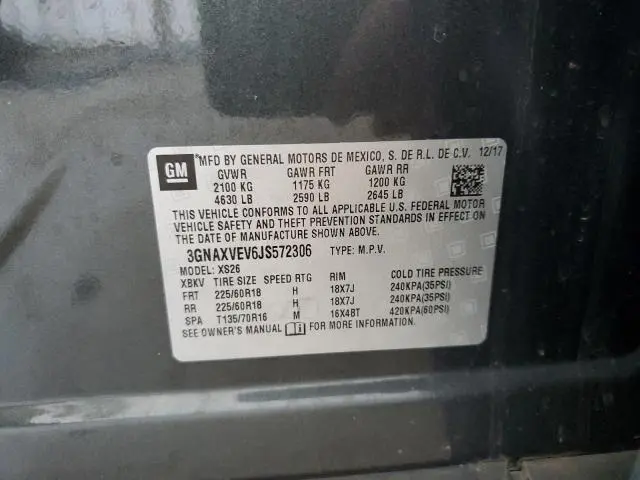 GM
MFD BY GENERAL MOTORS DE MEXICO, S. DE R.L. DE C.V. 12/17
GVWR GAWR FRT GAWR RR
2100 KG 1175 KG 1200 KG
4630 LB 2590 LB 2645 LB
THIS VEHICLE CONFORMS TO ALL APPLICABLE U.S. FEDERAL MOTOR
VEHICLE SAFETY AND THEFT PREVENTION STANDARDS IN EFFECT ON
THE DATE OF MANUFACTURE SHOWN ABOVE.
3GNAXVEV6JS572306 TYPE: M.P.V.
MODEL: XS26
XBKV TIRE SIZE SPEED RTG RIM COLD TIRE PRESSURE
FRT 225/60R18 H 18X7J 240KPA(35PSI)
RR 225/60R18 H 18X7J 240KPA(35PSI)
SPA T135/70R16 M 16X4BT 420KPA(60PSI)
SEE OWNER'S MANUAL FOR MORE INFORMATION.